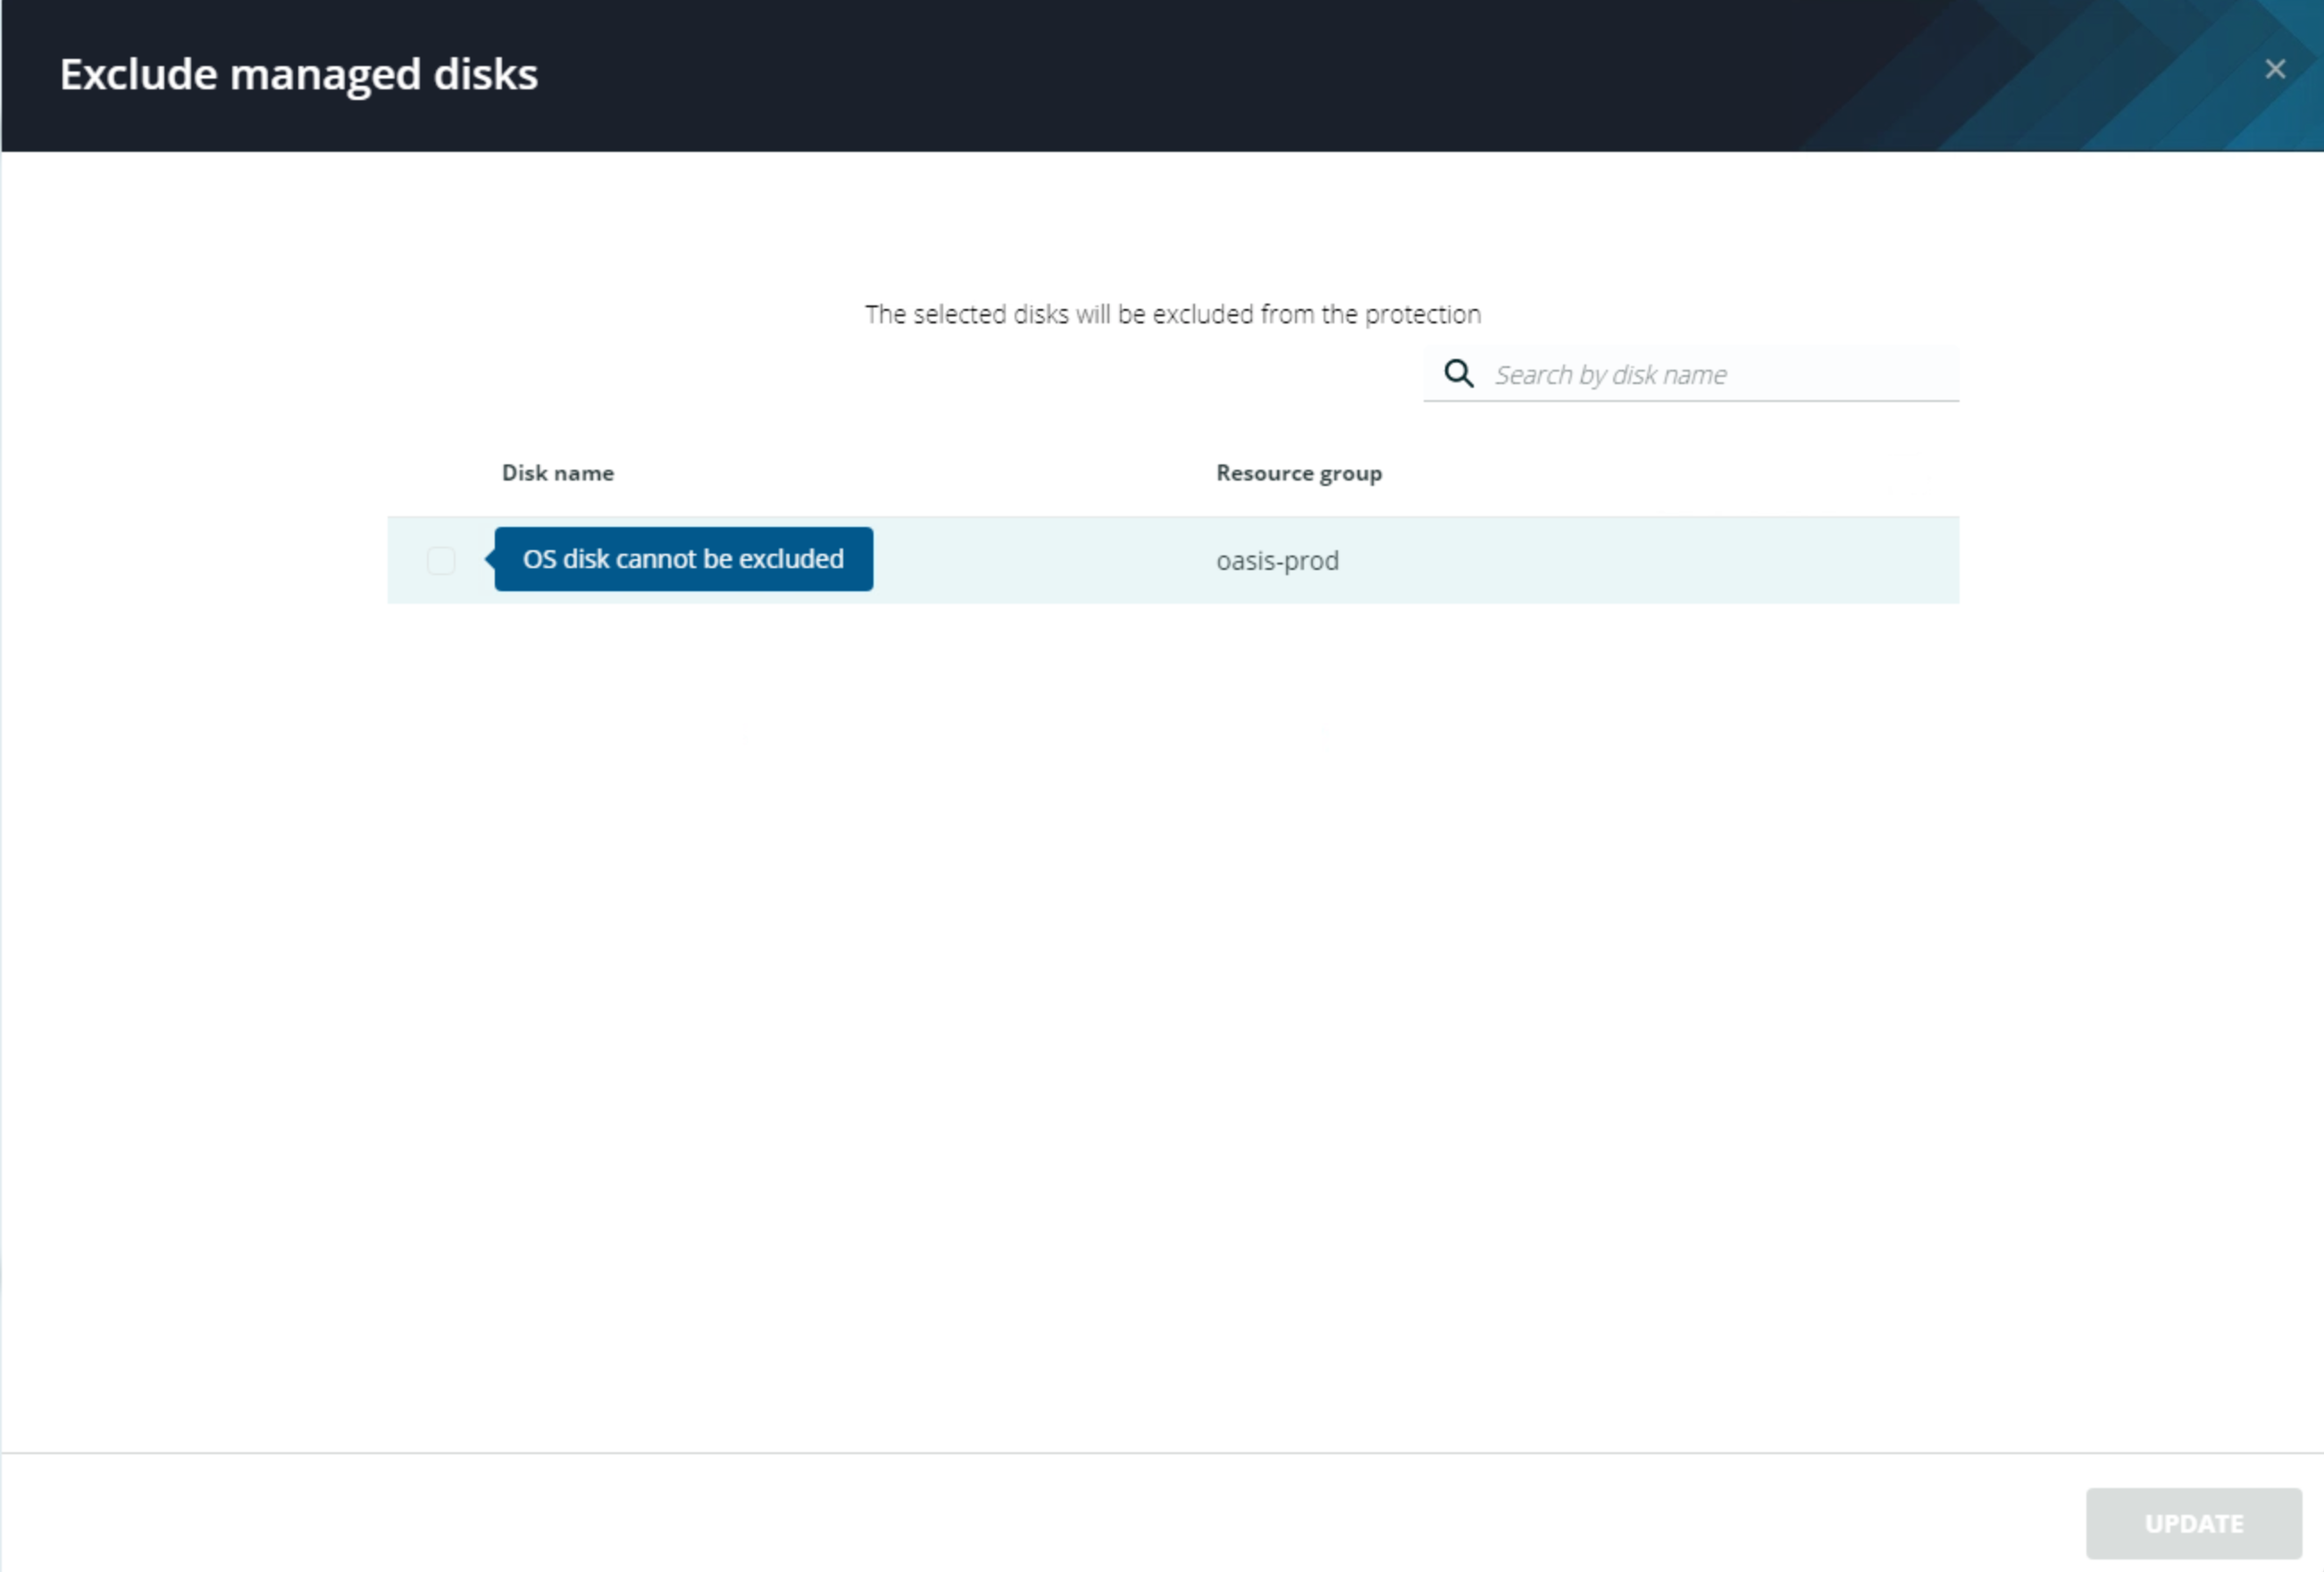 Exclude managed disks
The selected disks will be excluded from the protection
Search by disk name
Disk name Resource group
OS disk cannot be excluded oasis-prod
UPDATE